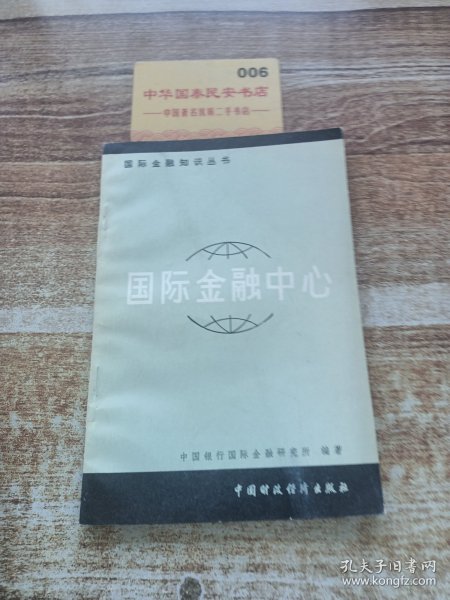 006
中华国泰民安书店
中国著名民族二手书店
国际金融知识丛书
国际金融中心
中国银行国际金融研究所 编著
中国财政经济出版社
孔夫子旧书网
www.kongfz.com